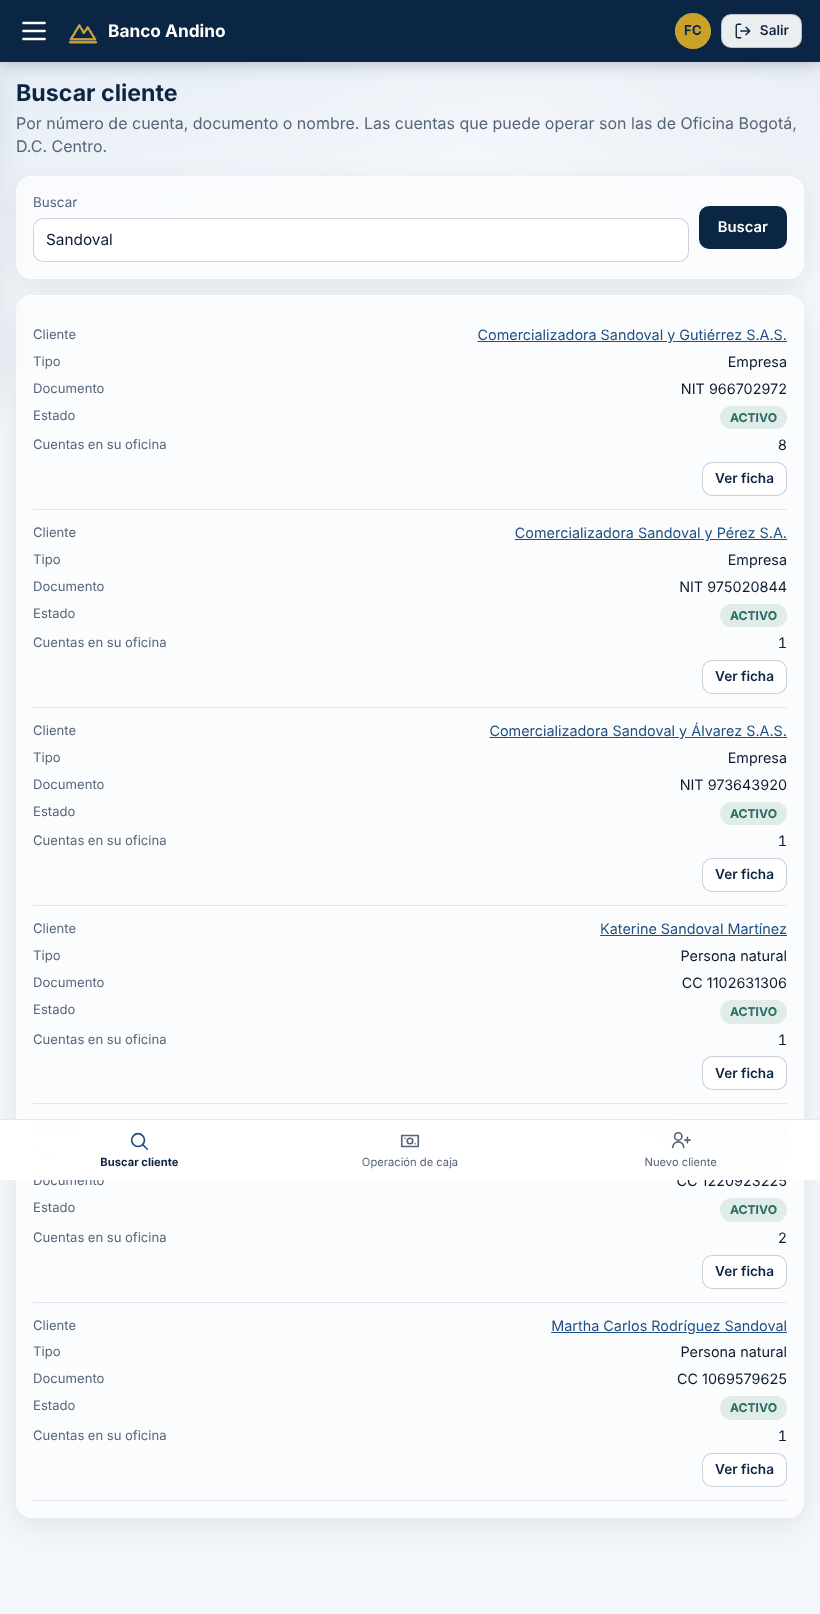 Banco Andino
FC
Salir
Buscar cliente
Por número de cuenta, documento o nombre. Las cuentas que puede operar son las de Oficina Bogotá,
D.C. Centro.
Buscar
Sandoval
Buscar
Cliente Comercializadora Sandoval y Gutiérrez S.A.S.
Tipo Empresa
Documento NIT 966702972
Estado ACTIVO
Cuentas en su oficina 8
Ver ficha
Cliente Comercializadora Sandoval y Pérez S.A.
Tipo Empresa
Documento NIT 975020844
Estado ACTIVO
Cuentas en su oficina 1
Ver ficha
Cliente Comercializadora Sandoval y Álvarez S.A.S.
Tipo Empresa
Documento NIT 973643920
Estado ACTIVO
Cuentas en su oficina 1
Ver ficha
Cliente Katerine Sandoval Martínez
Tipo Persona natural
Documento CC 1102631306
Estado ACTIVO
Cuentas en su oficina 1
Ver ficha
Buscar cliente
Operación de caja
Nuevo cliente
Documento CC 1220923225
Estado ACTIVO
Cuentas en su oficina 2
Ver ficha
Cliente Martha Carlos Rodríguez Sandoval
Tipo Persona natural
Documento CC 1069579625
Estado ACTIVO
Cuentas en su oficina 1
Ver ficha